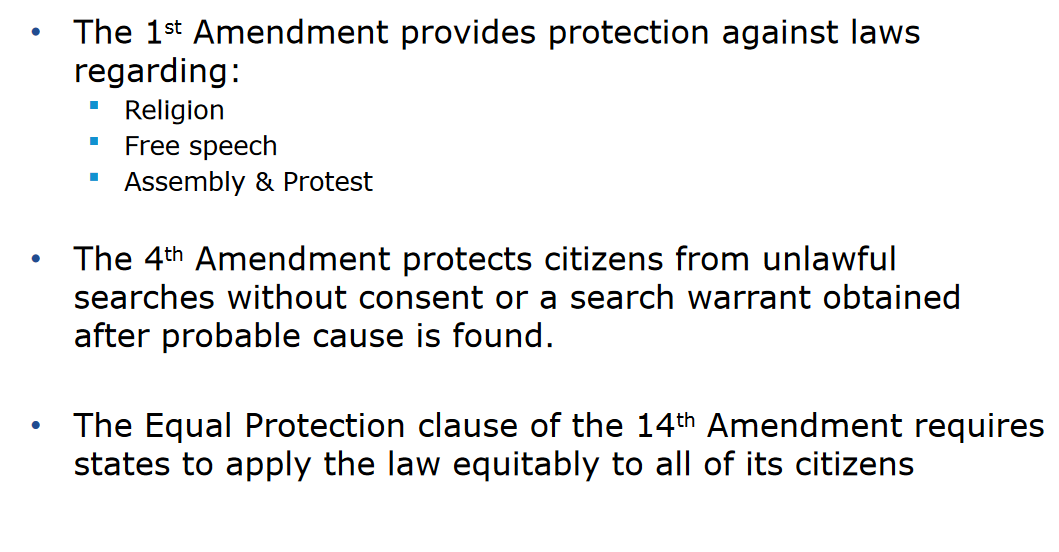 • The 1st Amendment provides protection against laws
regarding:
▪ Religion
▪ Free speech
▪ Assembly & Protest
• The 4th Amendment protects citizens from unlawful
searches without consent or a search warrant obtained
after probable cause is found.
• The Equal Protection clause of the 14th Amendment requires
states to apply the law equitably to all of its citizens